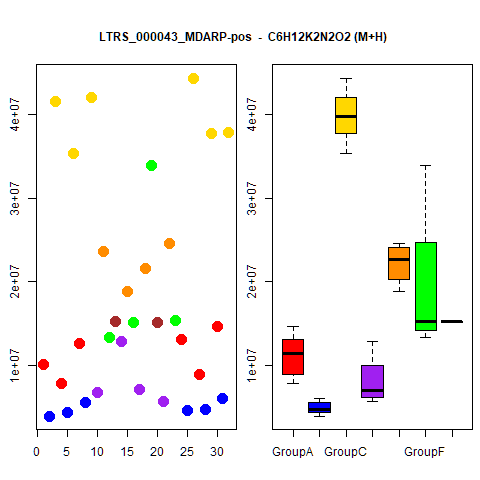 LTRS_000043_MDARP-pos - C6H12K2N2O2 (M+H)
4e+07
3e+07
2e+07
1e+07
0 5 10 15 20 25 30
4e+07
3e+07
2e+07
1e+07
GroupA GroupC GroupF